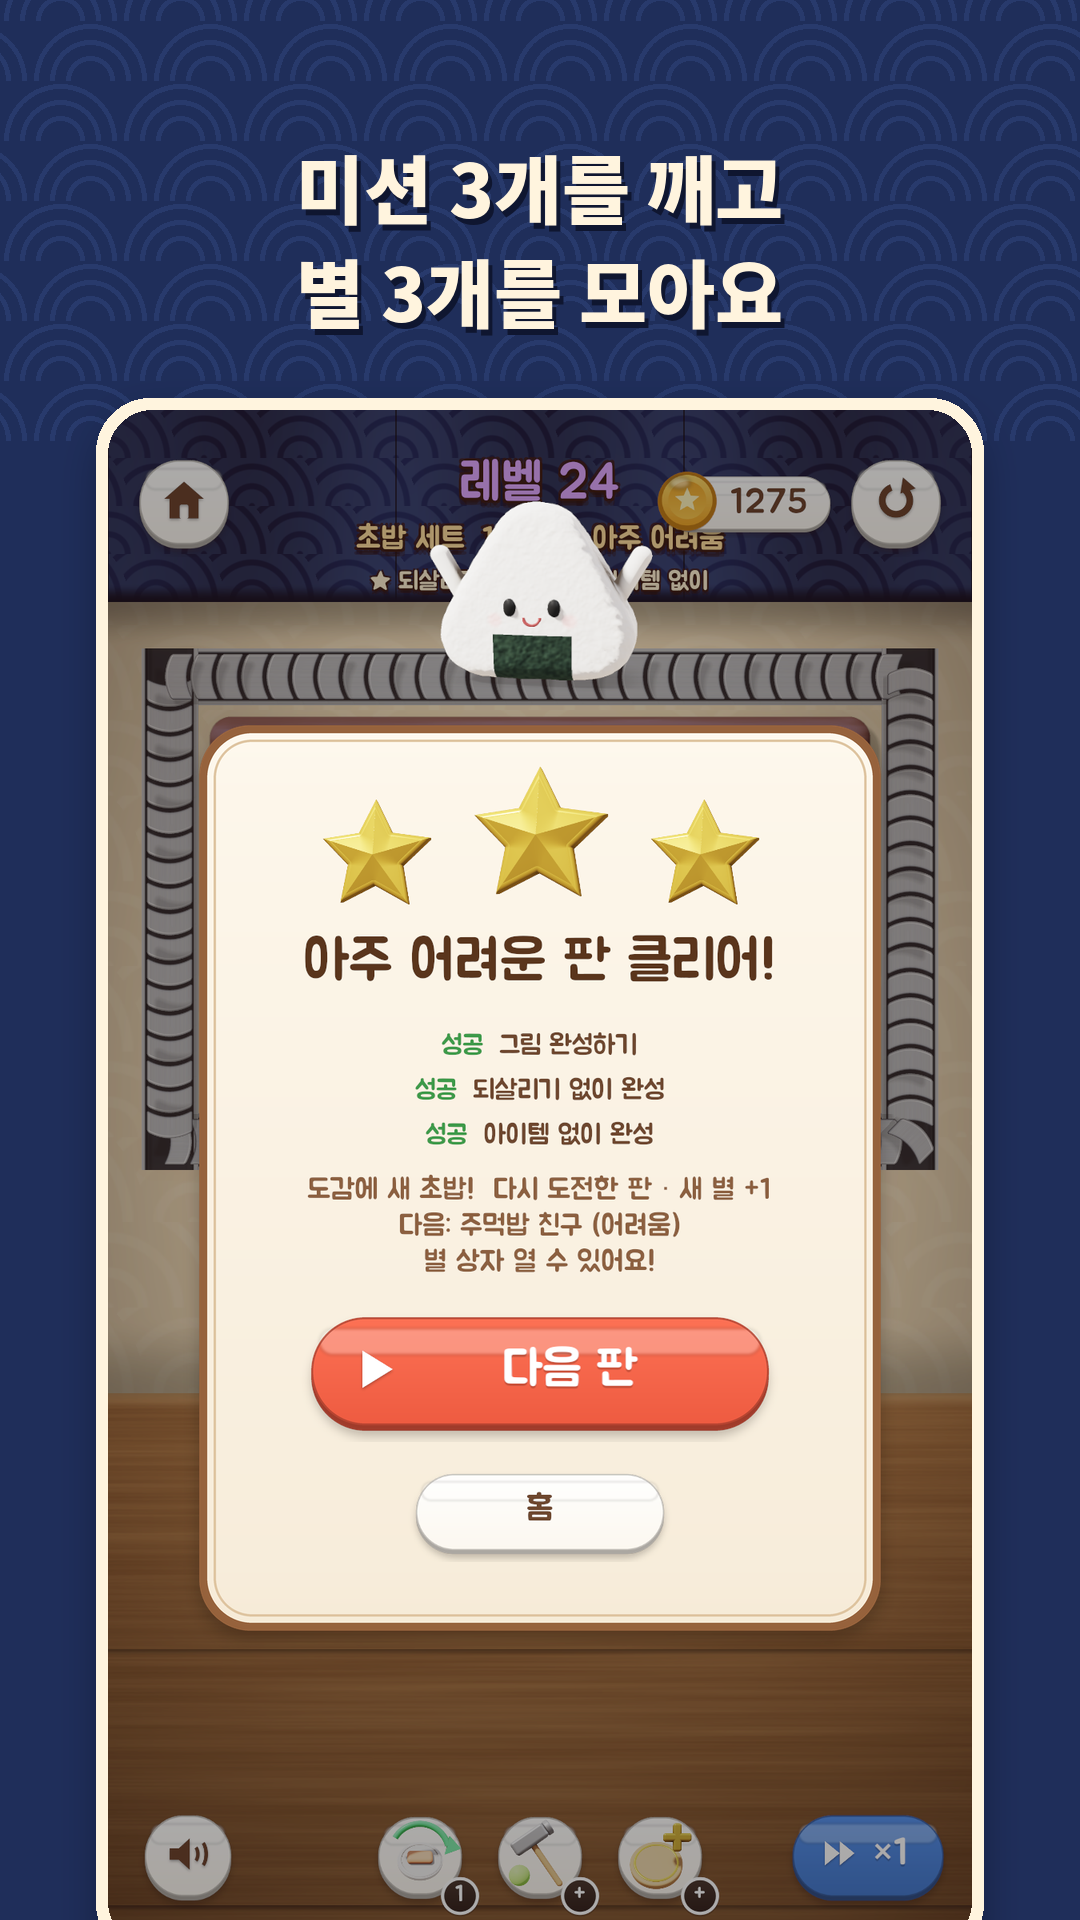 미션 3개를 깨고
별 3개를 모아요
레벨 24
1275
초밥 세트 아주 어려움
★ 없이
아주 어려운 판 클리어!
성공 그림 완성하기
성공 되살리기 없이 완성
성공 아이템 없이 완성
도감에 새 초밥! 다시 도전한 판 · 새 별 +1
다음: 주먹밥 친구 (어려움)
별 상자 열 수 있어요!
다음 판
홈
1
+
+
×1